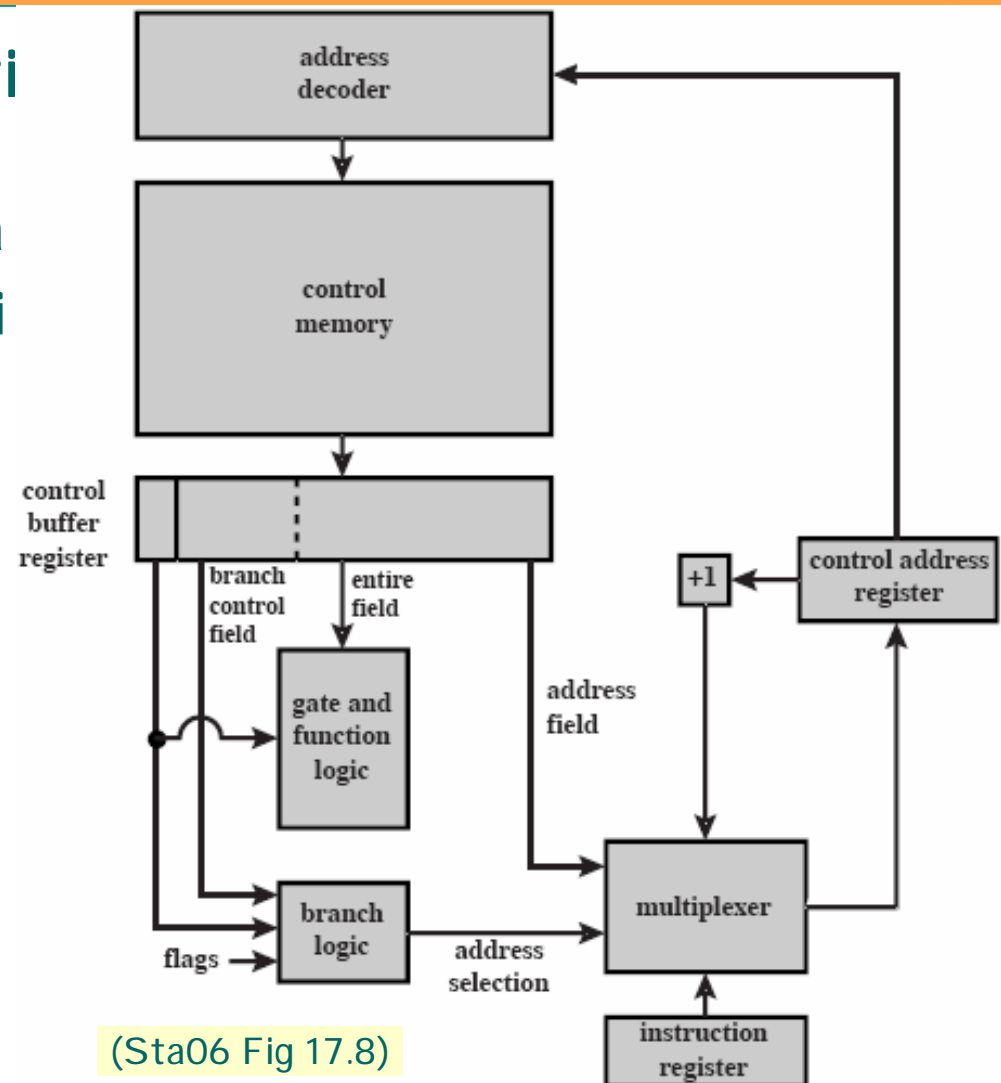 address
decoder
control
memory
control
buffer
register
branch
control
field
entire
field
+1
control address
register
gate and
function
logic
address
field
branch
logic
flags
address
selection
multiplexer
instruction
register
(Sta06 Fig 17.8)